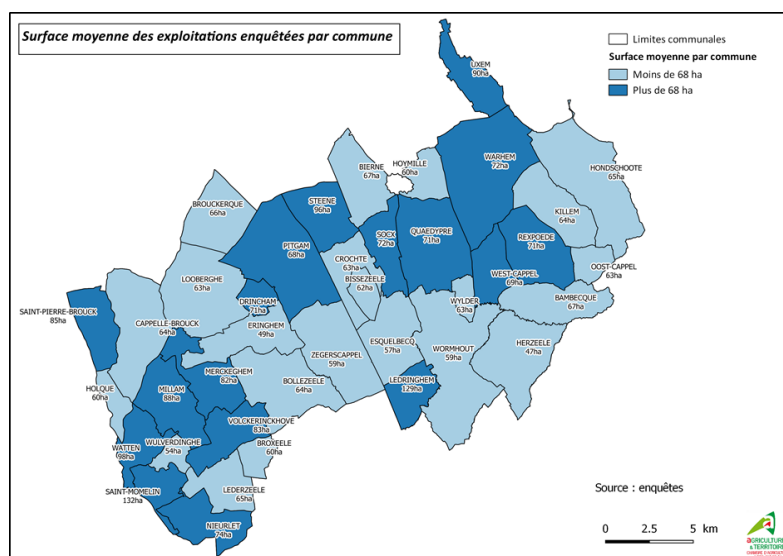 Surface moyenne des exploitations enquêtées par commune
Limites communales
Surface moyenne par commune
Moins de 68 ha
Plus de 68 ha
UXEM
90ha
WARHEM
72ha
HONDSCHOOTE
65ha
BIERNE
67ha
HOYMILLE
60ha
KILLEM
64ha
BROUCKERQUE
66ha
STEENE
96ha
SOCX
72ha
QUAEDYPRE
71ha
REXPOEDE
71ha
PITGAM
68ha
CROCHTE
63ha
OOST-CAPPEL
63ha
LOOBERGHE
63ha
BISSEZEELE
62ha
WEST-CAPPEL
69ha
DRINCHAM
71ha
WYLDER
63ha
BAMBECQUE
67ha
SAINT-PIERRE-BROUCK
85ha
CAPPELLE-BROUCK
64ha
ERINGHEM
49ha
ESQUELBECQ
57ha
WORMHOUT
59ha
HERZEELE
47ha
ZEGERSCAPPEL
59ha
MERCKEGHEM
82ha
LEDRINGHEM
129ha
HOLQUE
60ha
MILLAM
88ha
BOLLEZEELE
64ha
VOLCKERINCKHOVE
83ha
WATTEN
98ha
WULVERDINGHE
54ha
BROXEELE
60ha
SAINT-MOMELIN
132ha
LEDERZEELE
65ha
NIEURLET
74ha
Source : enquêtes
0 2.5 5 km
AGRICULTURES
& TERRITOIRES
CHAMBRE D'AGRICULTURE